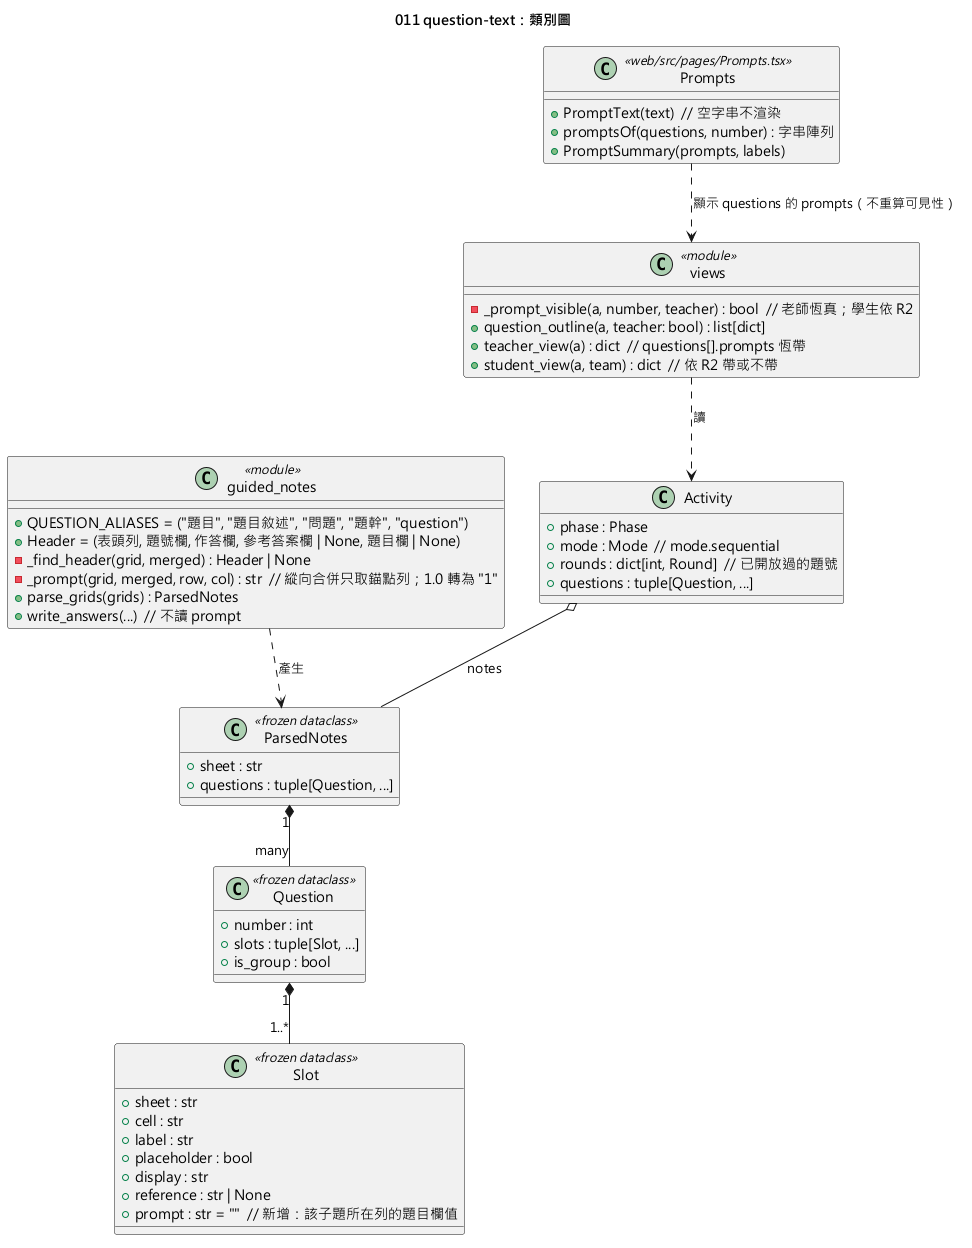 011 question-text：類別圖
C
«web/src/pages/Prompts.tsx»
Prompts
PromptText(text)  // 空字串不渲染
promptsOf(questions, number) : 字串陣列
PromptSummary(prompts, labels)
顯示 questions 的 prompts（不重算可見性）
C
«module»
views
_prompt_visible(a, number, teacher) : bool  // 老師恆真；學生依 R2
question_outline(a, teacher: bool) : list[dict]
teacher_view(a) : dict  // questions[].prompts 恆帶
student_view(a, team) : dict  // 依 R2 帶或不帶
讀
C
«module»
guided_notes
QUESTION_ALIASES = ("題目", "題目敘述", "問題", "題幹", "question")
Header = (表頭列, 題號欄, 作答欄, 參考答案欄 | None, 題目欄 | None)
_find_header(grid, merged) : Header | None
_prompt(grid, merged, row, col) : str  // 縱向合併只取錨點列；1.0 轉為 "1"
parse_grids(grids) : ParsedNotes
write_answers(...)  // 不讀 prompt
C
Activity
phase : Phase
mode : Mode  // mode.sequential
rounds : dict[int, Round]  // 已開放過的題號
questions : tuple[Question, ...]
產生
notes
C
«frozen dataclass»
ParsedNotes
sheet : str
questions : tuple[Question, ...]
1
many
C
«frozen dataclass»
Question
number : int
slots : tuple[Slot, ...]
is_group : bool
1
1..*
C
«frozen dataclass»
Slot
sheet : str
cell : str
label : str
placeholder : bool
display : str
reference : str | None
prompt : str = ""  // 新增：該子題所在列的題目欄值